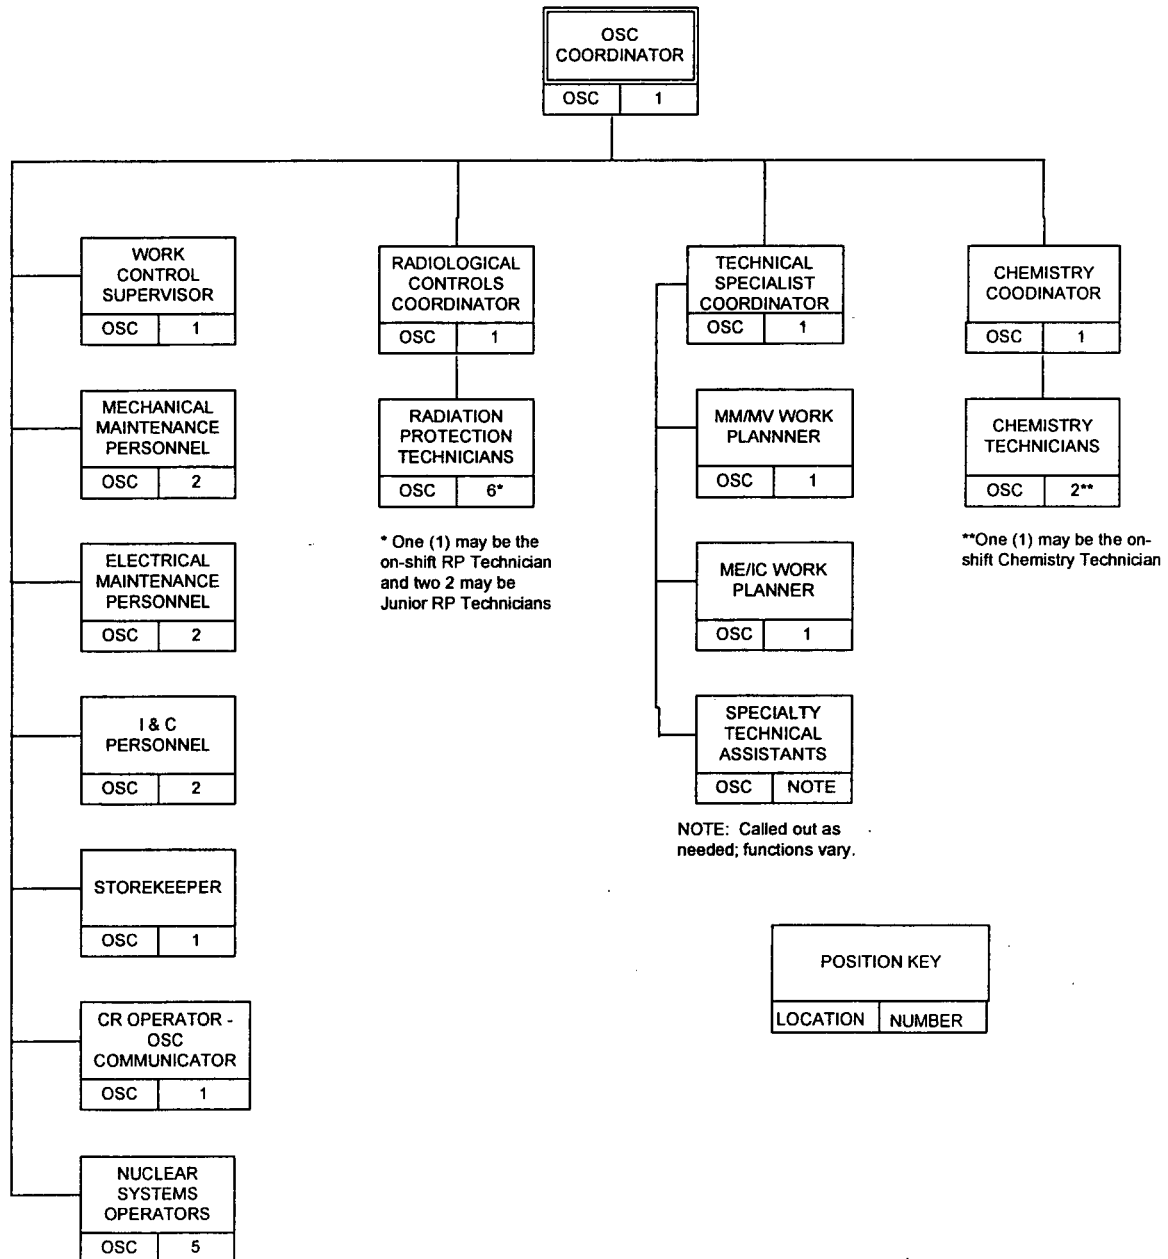 OSC
COORDINATOR
OSC 1
WORK
CONTROL
SUPERVISOR
OSC 1
MECHANICAL
MAINTENANCE
PERSONNEL
OSC 2
ELECTRICAL
MAINTENANCE
PERSONNEL
OSC 2
I & C
PERSONNEL
OSC 2
STOREKEEPER
OSC 1
CR OPERATOR -
OSC
COMMUNICATOR
OSC 1
NUCLEAR
SYSTEMS
OPERATORS
OSC 5
RADIOLOGICAL
CONTROLS
COORDINATOR
OSC 1
RADIATION
PROTECTION
TECHNICIANS
OSC 6*
* One (1) may be the
on-shift RP Technician
and two 2 may be
Junior RP Technicians
TECHNICAL
SPECIALIST
COORDINATOR
OSC 1
MM/MV WORK
PLANNNER
OSC 1
ME/IC WORK
PLANNER
OSC 1
SPECIALTY
TECHNICAL
ASSISTANTS
OSC NOTE
NOTE: Called out as
needed; functions vary.
CHEMISTRY
COODINATOR
OSC 1
CHEMISTRY
TECHNICIANS
OSC 2**
**One (1) may be the on-
shift Chemistry Technician
POSITION KEY
LOCATION NUMBER